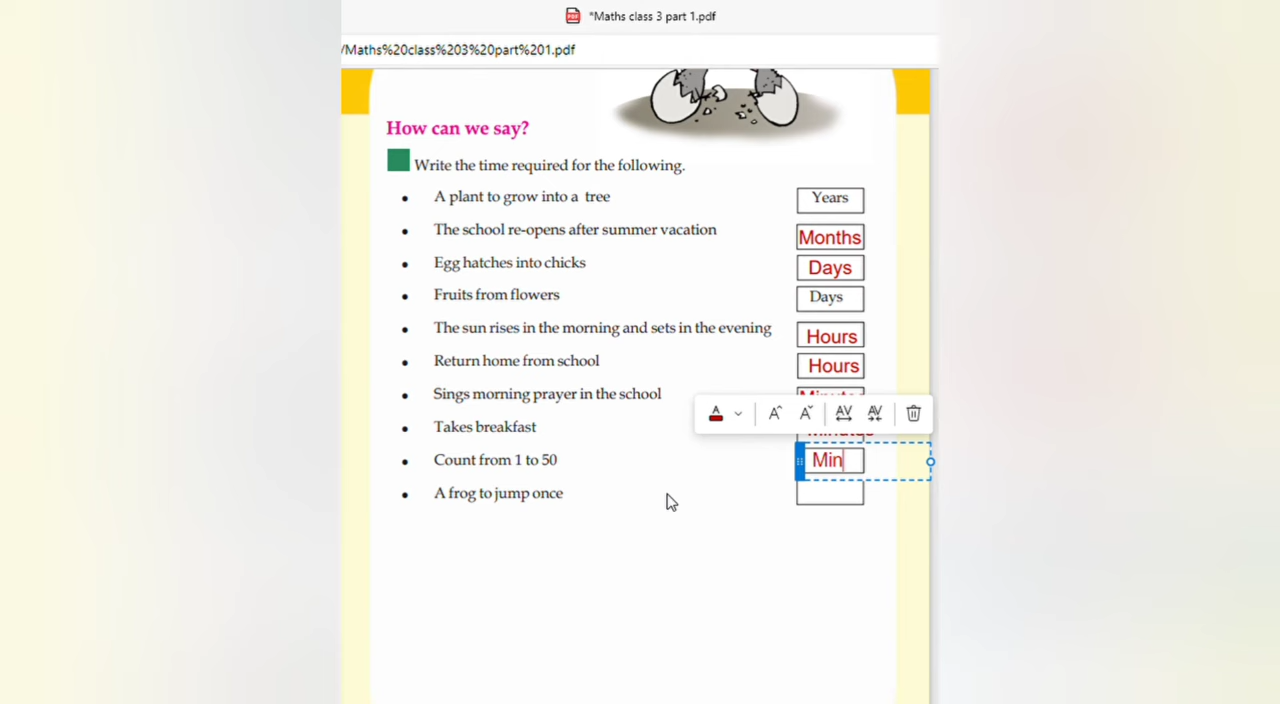 *Maths class 3 part 1.pdf
/Maths%20class%203%20part%201.pdf
How can we say?
Write the time required for the following.
• A plant to grow into a tree Years
• The school re-opens after summer vacation Months
• Egg hatches into chicks Days
• Fruits from flowers Days
• The sun rises in the morning and sets in the evening Hours
• Return home from school Hours
• Sings morning prayer in the school
• Takes breakfast Minutes
• Count from 1 to 50 Min
• A frog to jump once